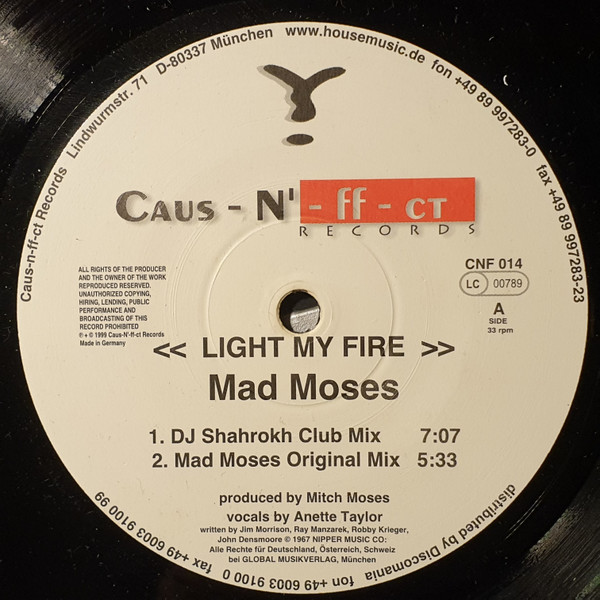 Caus-n-ff-ct Records Lindwurmstr. 71 D-80337 München www.housemusic.de fon +49 89 997283-0 fax +49 89 997283-23
CAUS - N' - ff - CT
RECORDS
ALL RIGHTS OF THE PRODUCER
AND THE OWNER OF THE WORK
REPRODUCED RESERVED.
UNAUTHORIZED COPYING,
HIRING, LENDING, PUBLIC
PERFORMANCE AND
BROADCASTING OF THIS
RECORD PROHIBITED
℗ + © 1999 Caus-N'-ff-ct Records
Made in Germany
CNF 014
LC 00789
A
SIDE
33 rpm
<< LIGHT MY FIRE >>
Mad Moses
1. DJ Shahrokh Club Mix 7:07
2. Mad Moses Original Mix 5:33
produced by Mitch Moses
vocals by Anette Taylor
written by Jim Morrison, Ray Manzarek, Robby Krieger,
John Densmoore © 1967 NIPPER MUSIC CO:
Alle Rechte für Deutschland, Österreich, Schweiz
bei GLOBAL MUSIKVERLAG, München
distributed by Discomania fon +49 6003 9100 0 fax +49 6003 9100 99